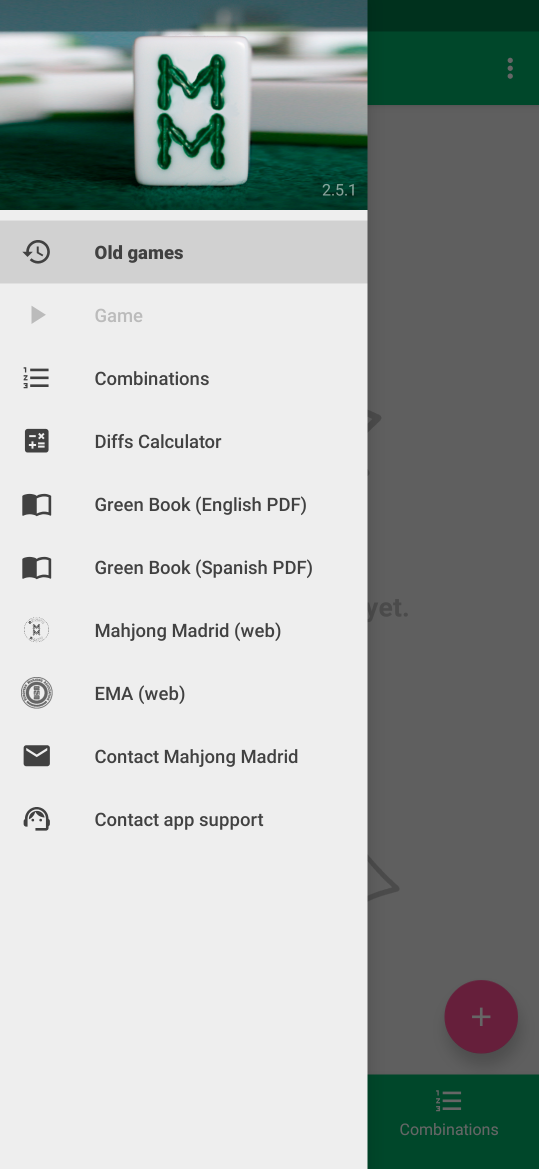 M
M
2.5.1
Old games
Game
Combinations
Diffs Calculator
Green Book (English PDF)
Green Book (Spanish PDF)
Mahjong Madrid (web)
EMA (web)
Contact Mahjong Madrid
Contact app support
yet.
Combinations